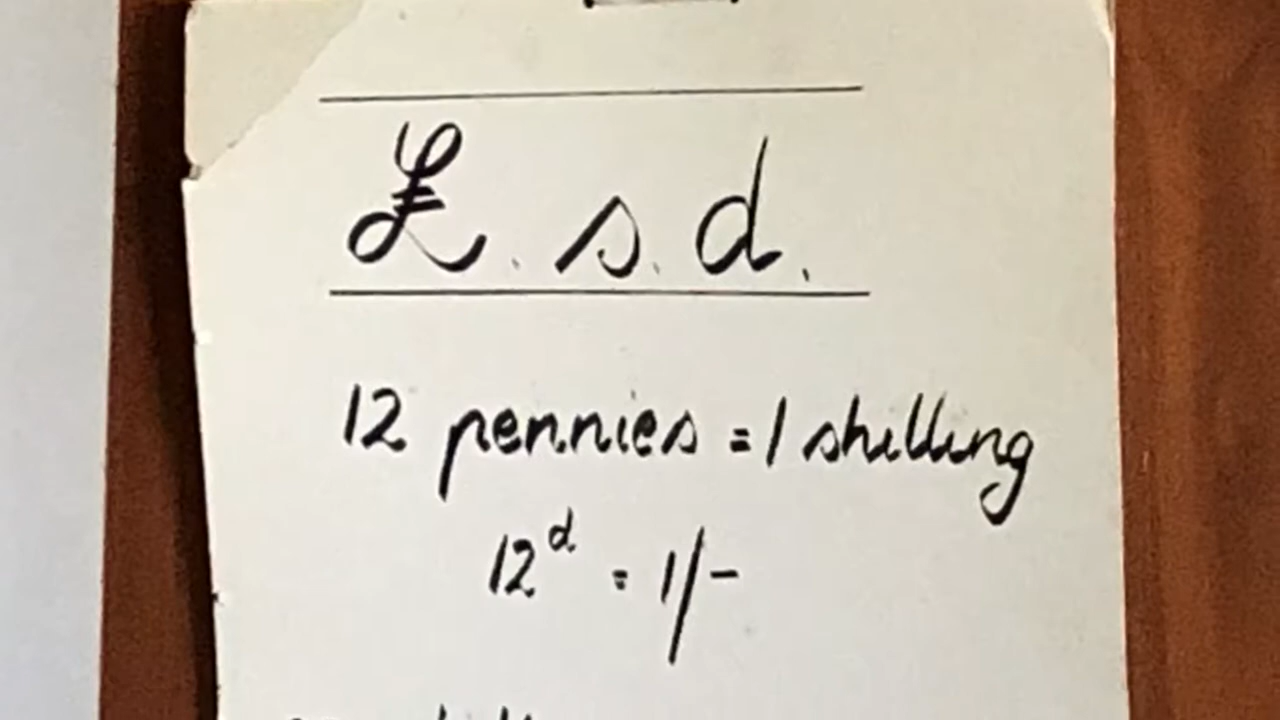 £. s. d.
12 pennies = 1 shilling
12d = 1/-